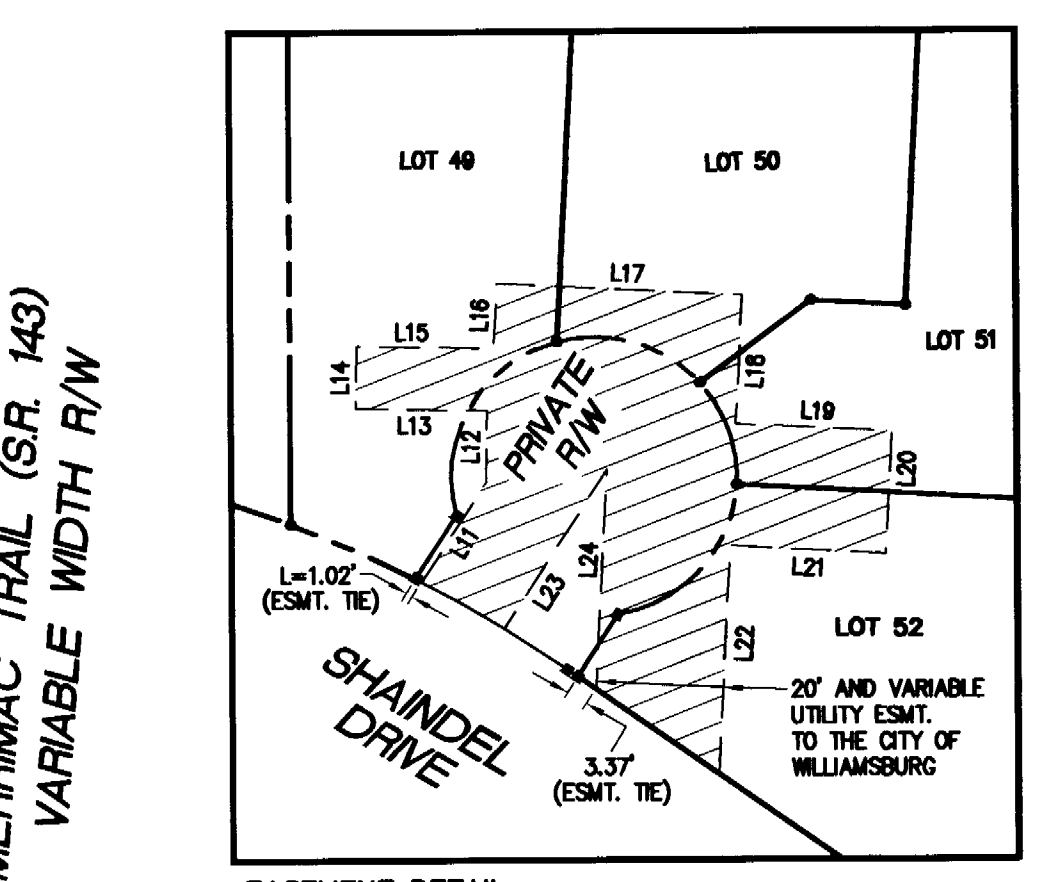 MERRIMAC TRAIL (S.R. 143)
VARIABLE WIDTH R/W
LOT 49
LOT 50
L17
L16
L15
L14
L13
L12
LOT 51
L18
L19
L20
PRIVATE
R/W
L11
L24
L23
L21
L22
L=1.02'
(ESMT. TIE)
LOT 52
SHAINDEL
DRIVE
20' AND VARIABLE
UTILITY ESMT.
TO THE CITY OF
WILLIAMSBURG
3.37'
(ESMT. TIE)
EASEMENT DETAIL